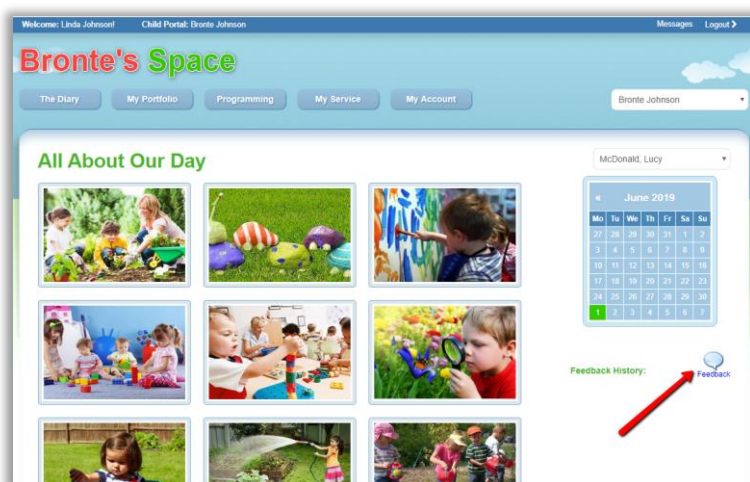 Welcome: Linda Johnson! Child Portal: Bronte Johnson Messages Logout
Bronte's Space
The Diary My Portfolio Programming My Service My Account Bronte Johnson
All About Our Day McDonald, Lucy
« June 2019
Mo Tu We Th Fr Sa Su
27 28 29 30 31 1 2
3 4 5 6 7 8 9
10 11 12 13 14 15 16
17 18 19 20 21 22 23
24 25 26 27 28 29 30
1 2 3 4 5 6 7
Feedback History: Feedback